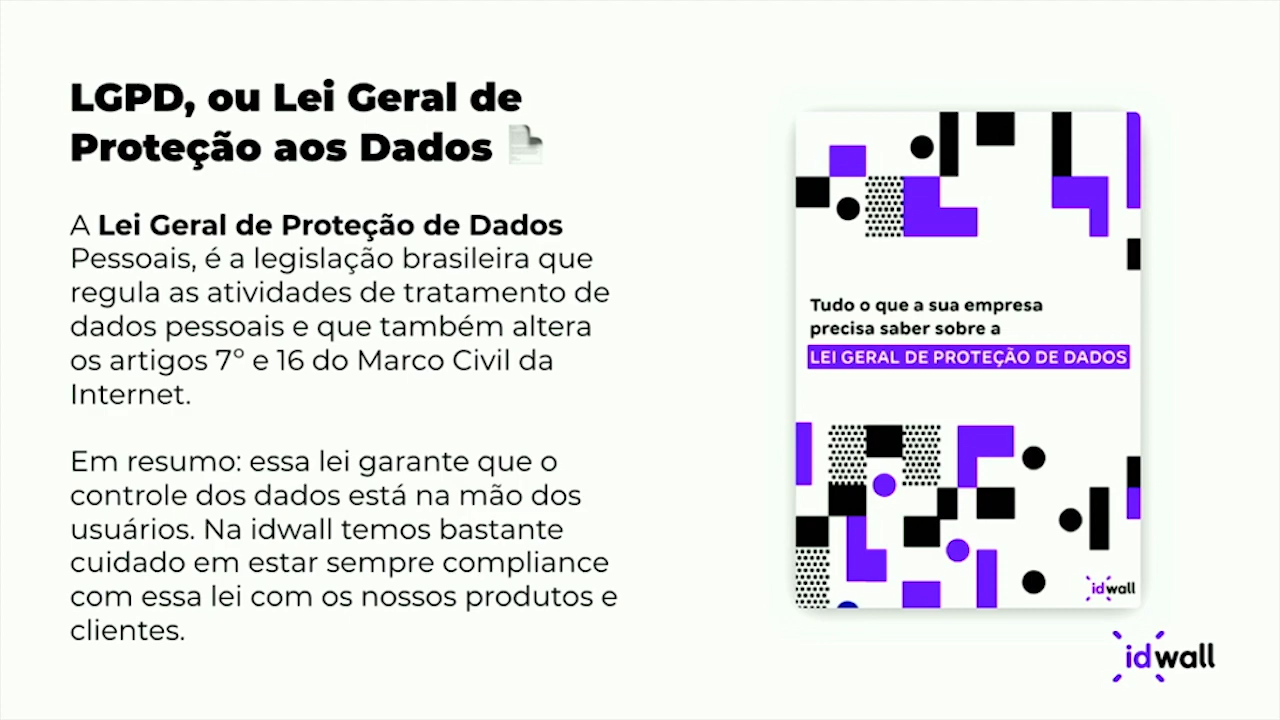 LGPD, ou Lei Geral de
Proteção aos Dados
A Lei Geral de Proteção de Dados
Pessoais, é a legislação brasileira que
regula as atividades de tratamento de
dados pessoais e que também altera
os artigos 7º e 16 do Marco Civil da
Internet.
Em resumo: essa lei garante que o
controle dos dados está na mão dos
usuários. Na idwall temos bastante
cuidado em estar sempre compliance
com essa lei com os nossos produtos e
clientes.
Tudo o que a sua empresa
precisa saber sobre a
LEI GERAL DE PROTEÇÃO DE DADOS
idwall
idwall